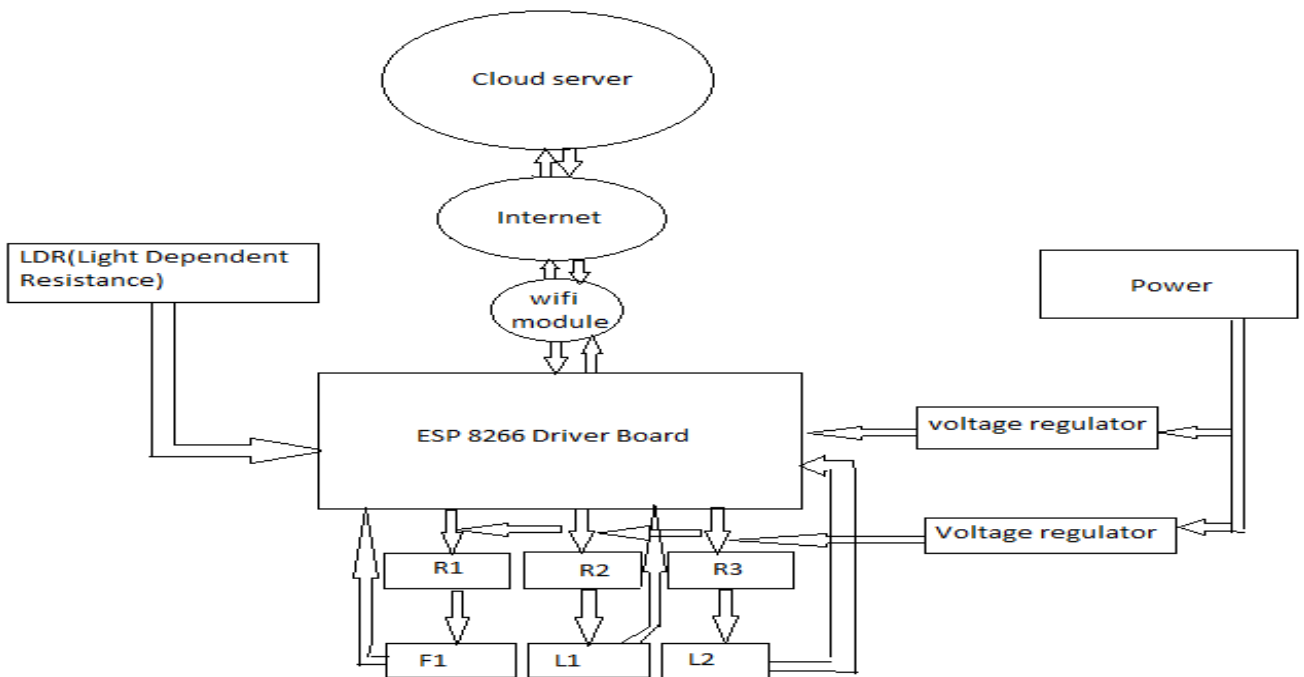 Cloud server
Internet
LDR(Light Dependent
Resistance)
wifi
module
Power
ESP 8266 Driver Board
voltage regulator
Voltage regulator
R1
R2
R3
F1
L1
L2